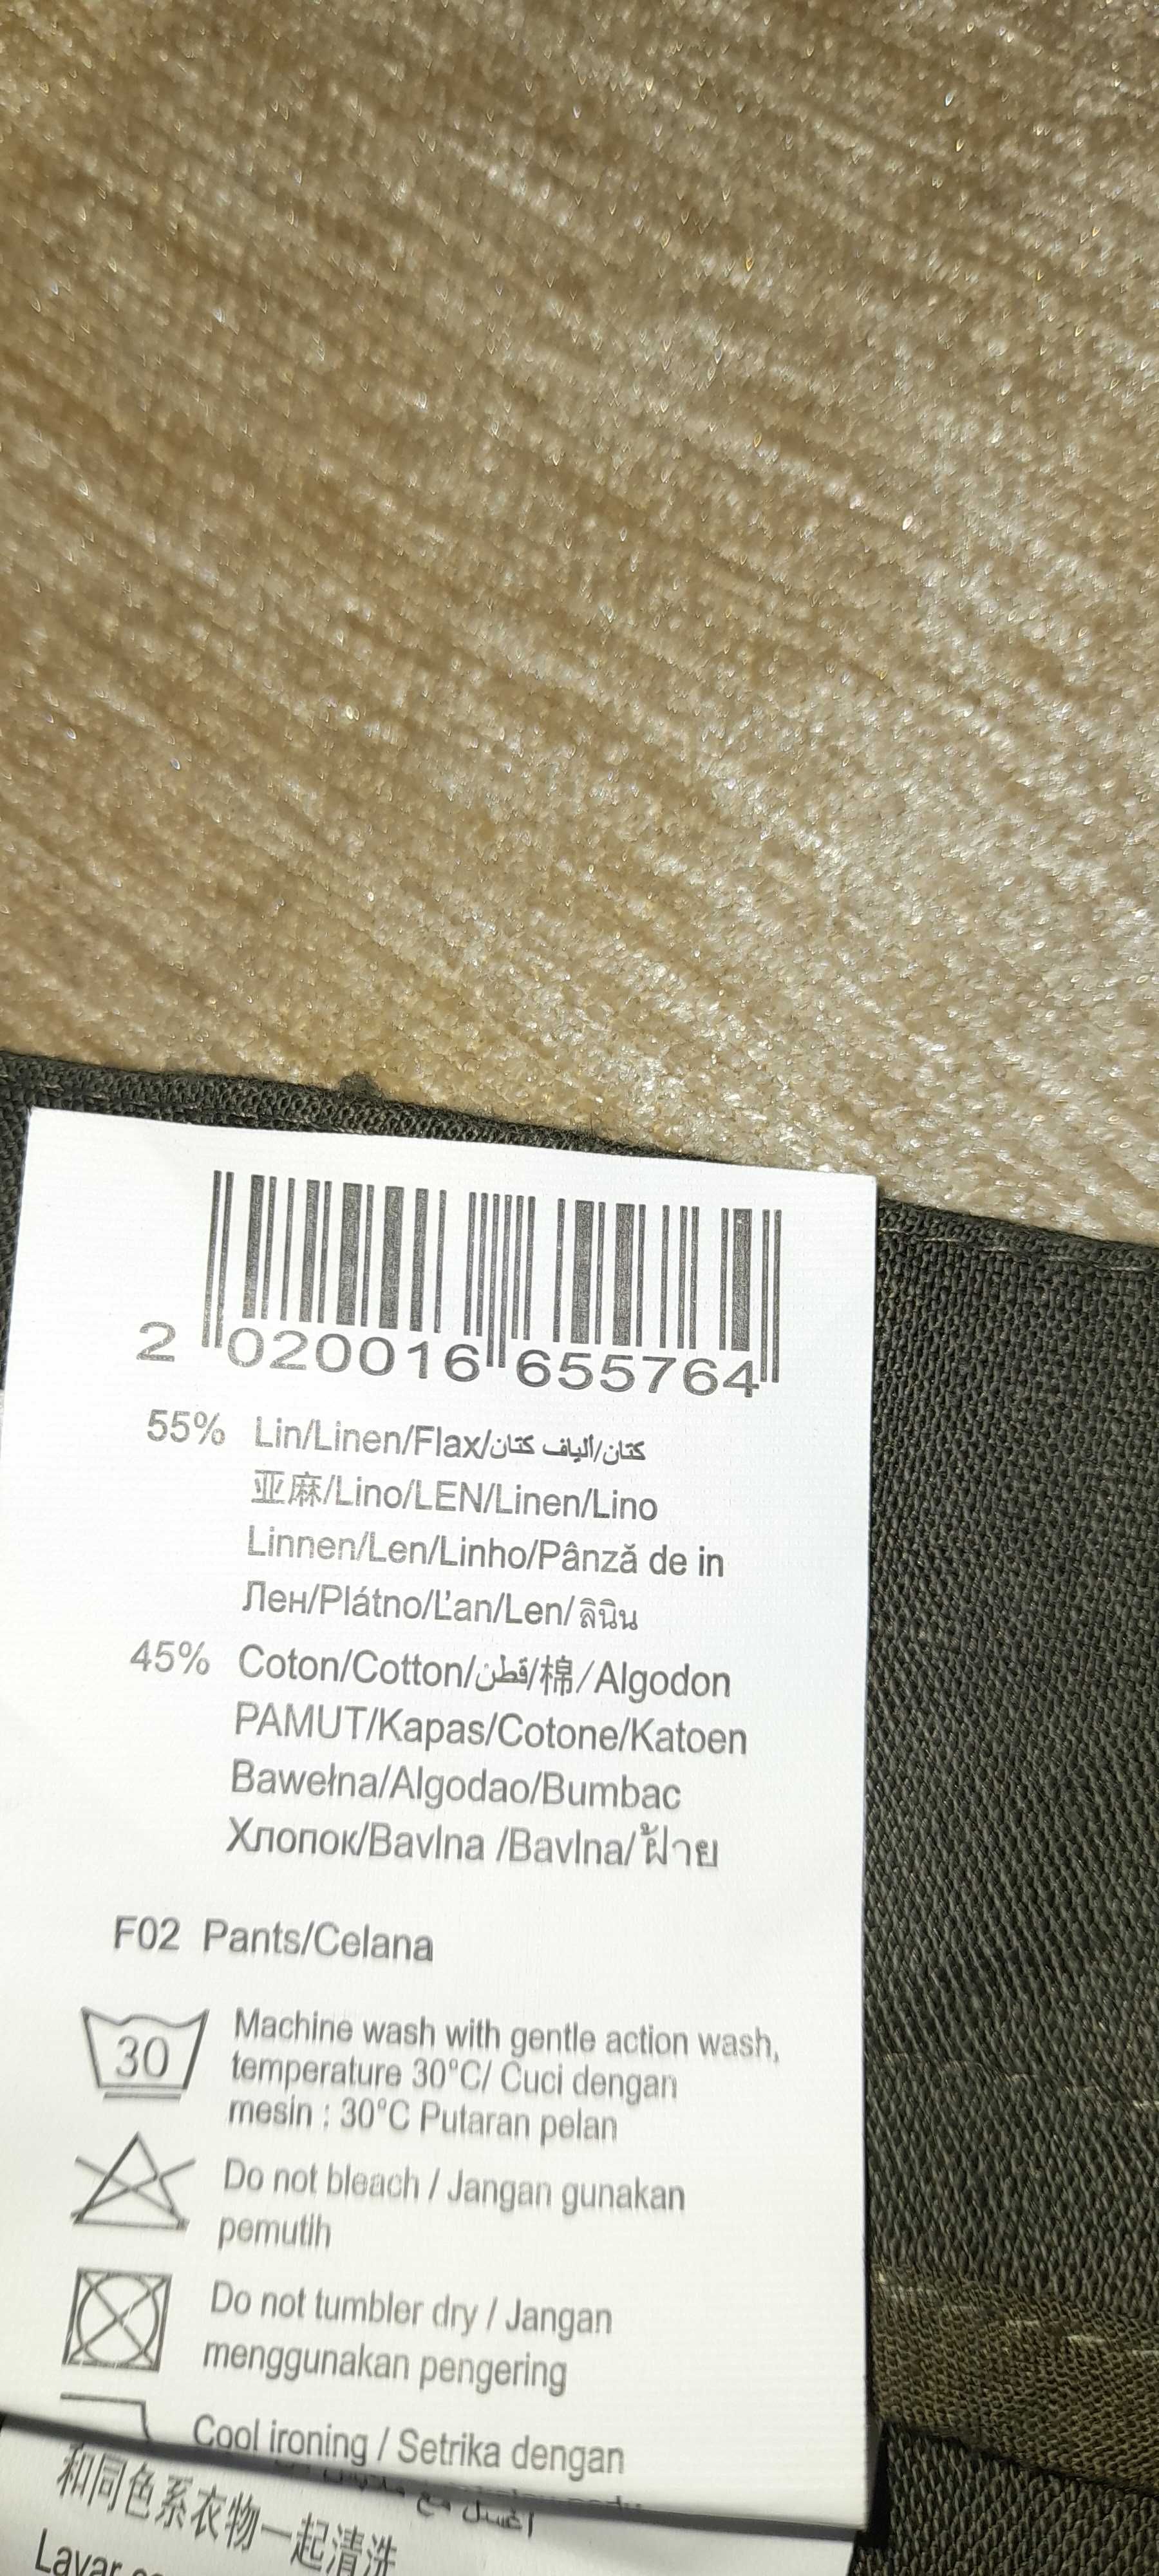 2 020016 655764
55% Lin/Linen/Flax/كتان/ألياف كتان
亚麻/Lino/LEN/Linen/Lino
Linnen/Len/Linho/Pânză de in
Лен/Plátno/Ľan/Len/ลินิน
45% Coton/Cotton/قطن/棉/Algodon
PAMUT/Kapas/Cotone/Katoen
Bawełna/Algodao/Bumbac
Хлопок/Bavlna /Bavlna/ฝ้าย
F02 Pants/Celana
30
Machine wash with gentle action wash,
temperature 30°C/ Cuci dengan
mesin : 30°C Putaran pelan
Do not bleach / Jangan gunakan
pemutih
Do not tumbler dry / Jangan
menggunakan pengering
Cool ironing / Setrika dengan
اغسل مع
和同色系衣物一起清洗
Lavar